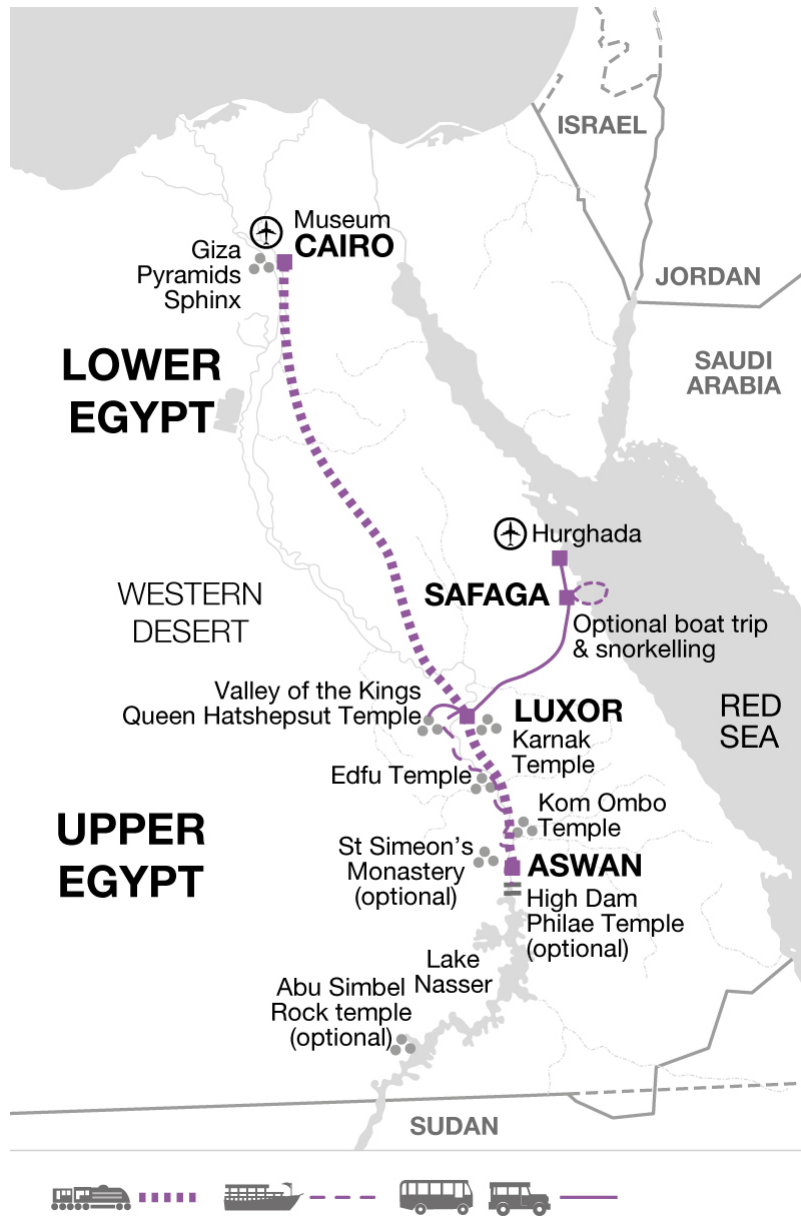 ISRAEL
Museum
CAIRO
Giza
Pyramids
Sphinx
JORDAN
SAUDI
ARABIA
LOWER
EGYPT
Hurghada
SAFAGA
WESTERN
DESERT
Optional boat trip
& snorkelling
Valley of the Kings
Queen Hatshepsut Temple
LUXOR
Karnak
Temple
RED
SEA
Edfu Temple
Kom Ombo
Temple
UPPER
EGYPT
St Simeon's
Monastery
(optional)
ASWAN
High Dam
Philae Temple
(optional)
Lake
Nasser
Abu Simbel
Rock temple
(optional)
SUDAN